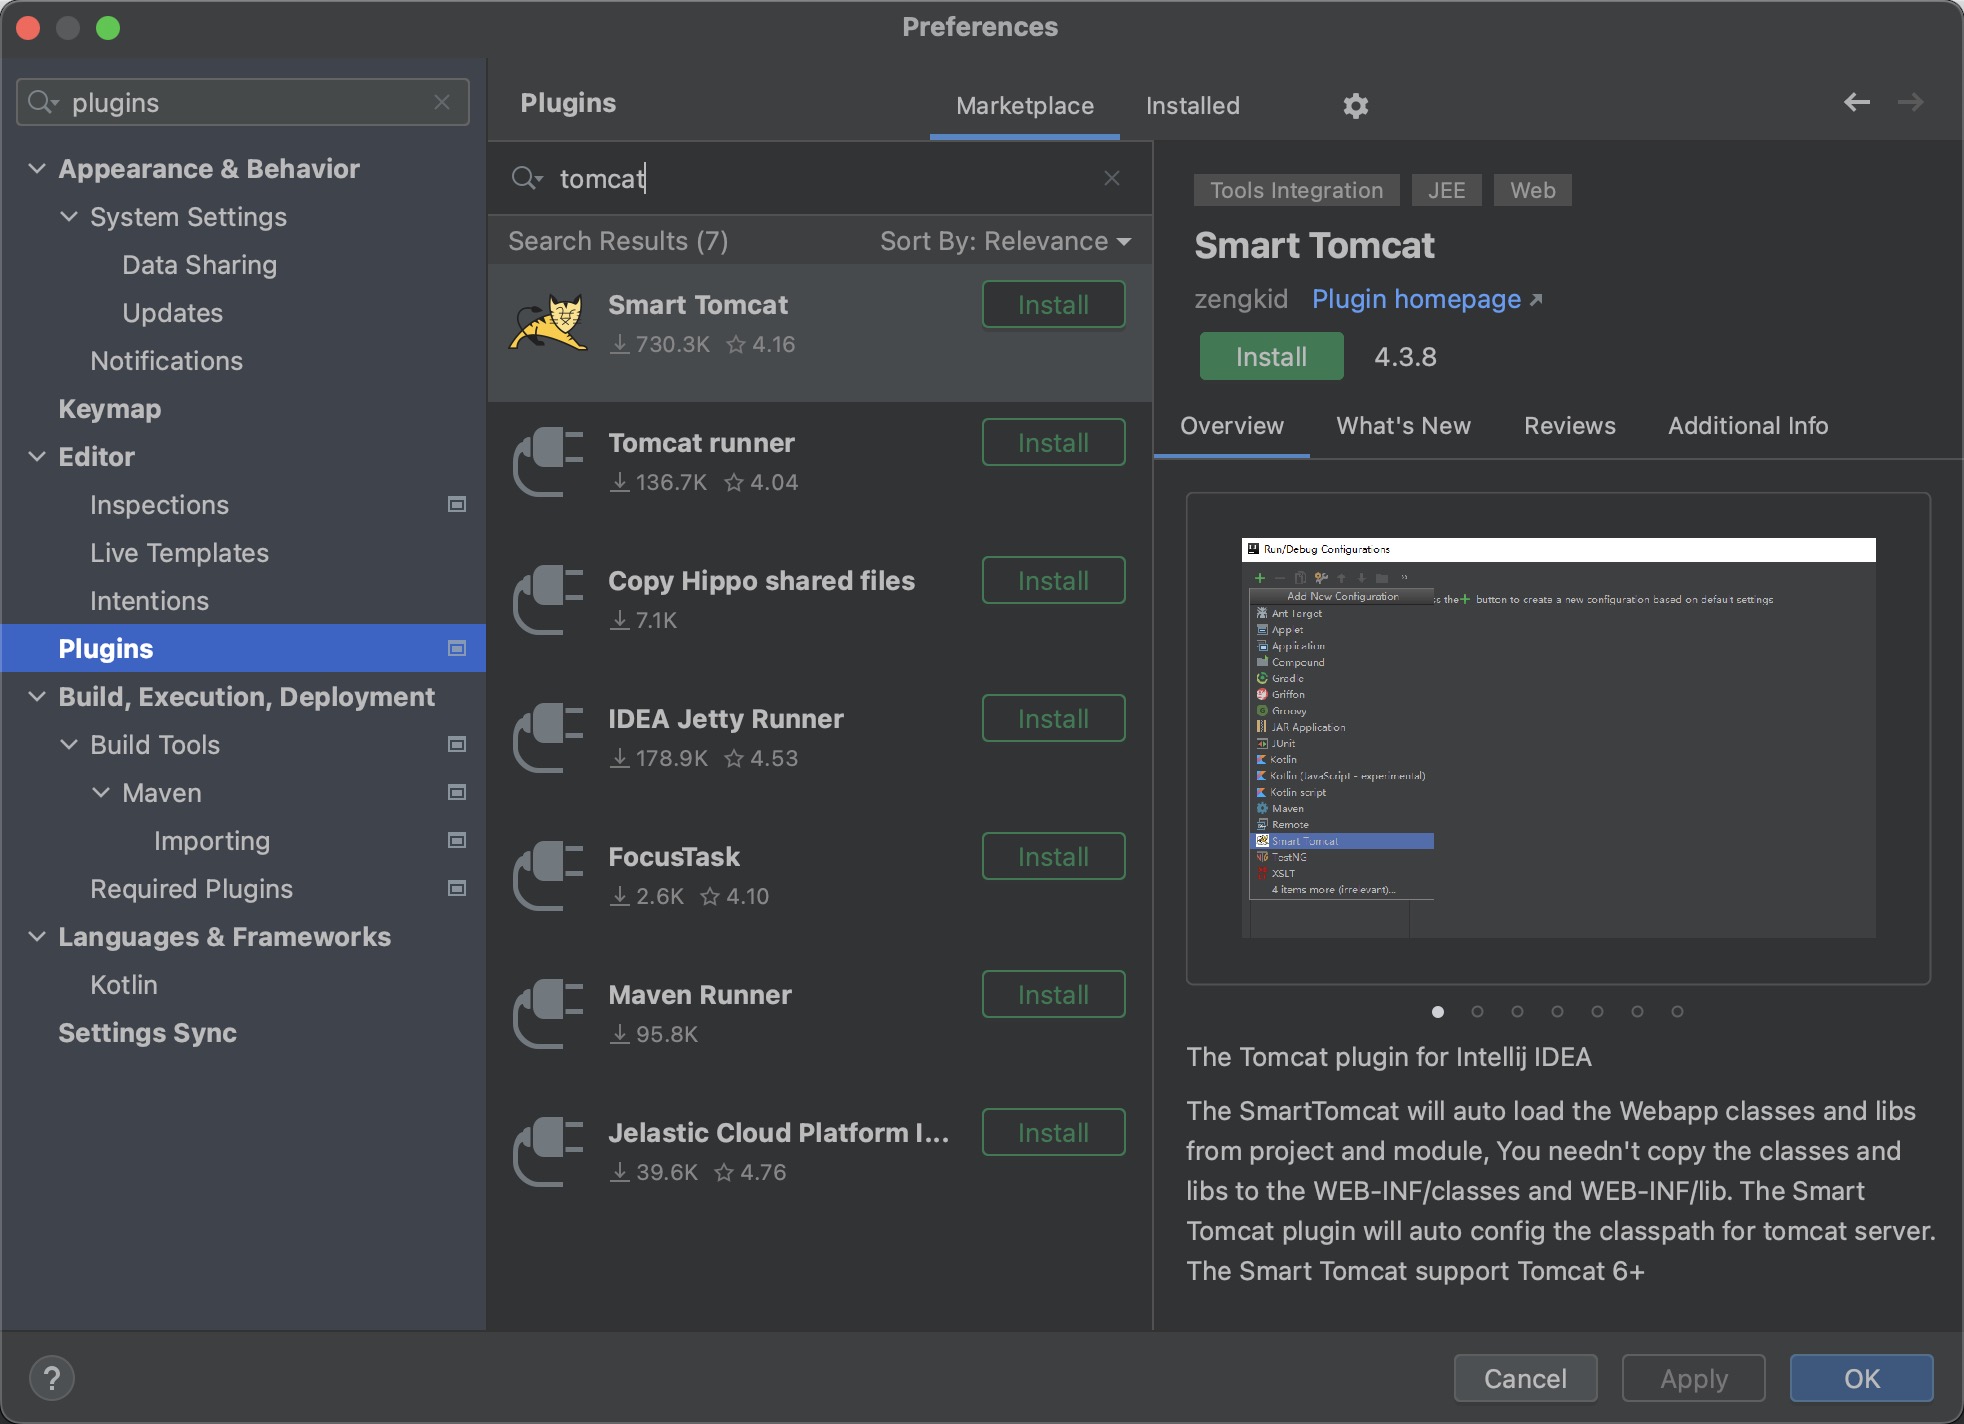 Preferences
plugins
Appearance & Behavior
System Settings
Data Sharing
Updates
Notifications
Keymap
Editor
Inspections
Live Templates
Intentions
Plugins
Build, Execution, Deployment
Build Tools
Maven
Importing
Required Plugins
Languages & Frameworks
Kotlin
Settings Sync
Plugins
Marketplace
Installed
tomcat
Search Results (7)
Sort By: Relevance
Smart Tomcat
730.3K 4.16
Install
Tomcat runner
136.7K 4.04
Install
Copy Hippo shared files
7.1K
Install
IDEA Jetty Runner
178.9K 4.53
Install
FocusTask
2.6K 4.10
Install
Maven Runner
95.8K
Install
Jelastic Cloud Platform I...
39.6K 4.76
Install
Tools Integration
JEE
Web
Smart Tomcat
zengkid Plugin homepage
Install 4.3.8
Overview
What's New
Reviews
Additional Info
Run/Debug Configurations
Add New Configuration
ss the + button to create a new configuration based on default settings
Ant Target
Applet
Application
Compound
Gradle
Griffon
Groovy
JAR Application
JUnit
Kotlin
Kotlin (JavaScript - experimental)
Kotlin script
Maven
Remote
Smart Tomcat
TestNG
XSLT
4 items more (irrelevant)...
The Tomcat plugin for Intellij IDEA
The SmartTomcat will auto load the Webapp classes and libs
from project and module, You needn't copy the classes and
libs to the WEB-INF/classes and WEB-INF/lib. The Smart
Tomcat plugin will auto config the classpath for tomcat server.
The Smart Tomcat support Tomcat 6+
?
Cancel
Apply
OK